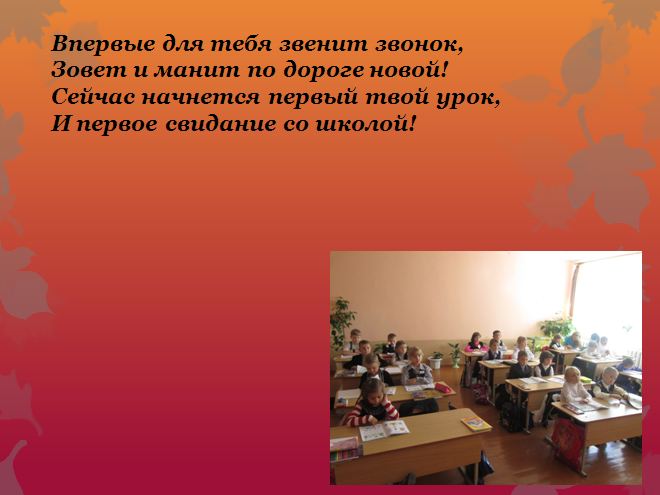 Впервые для тебя звенит звонок,
Зовет и манит по дороге новой!
Сейчас начнется первый твой урок,
И первое свидание со школой!